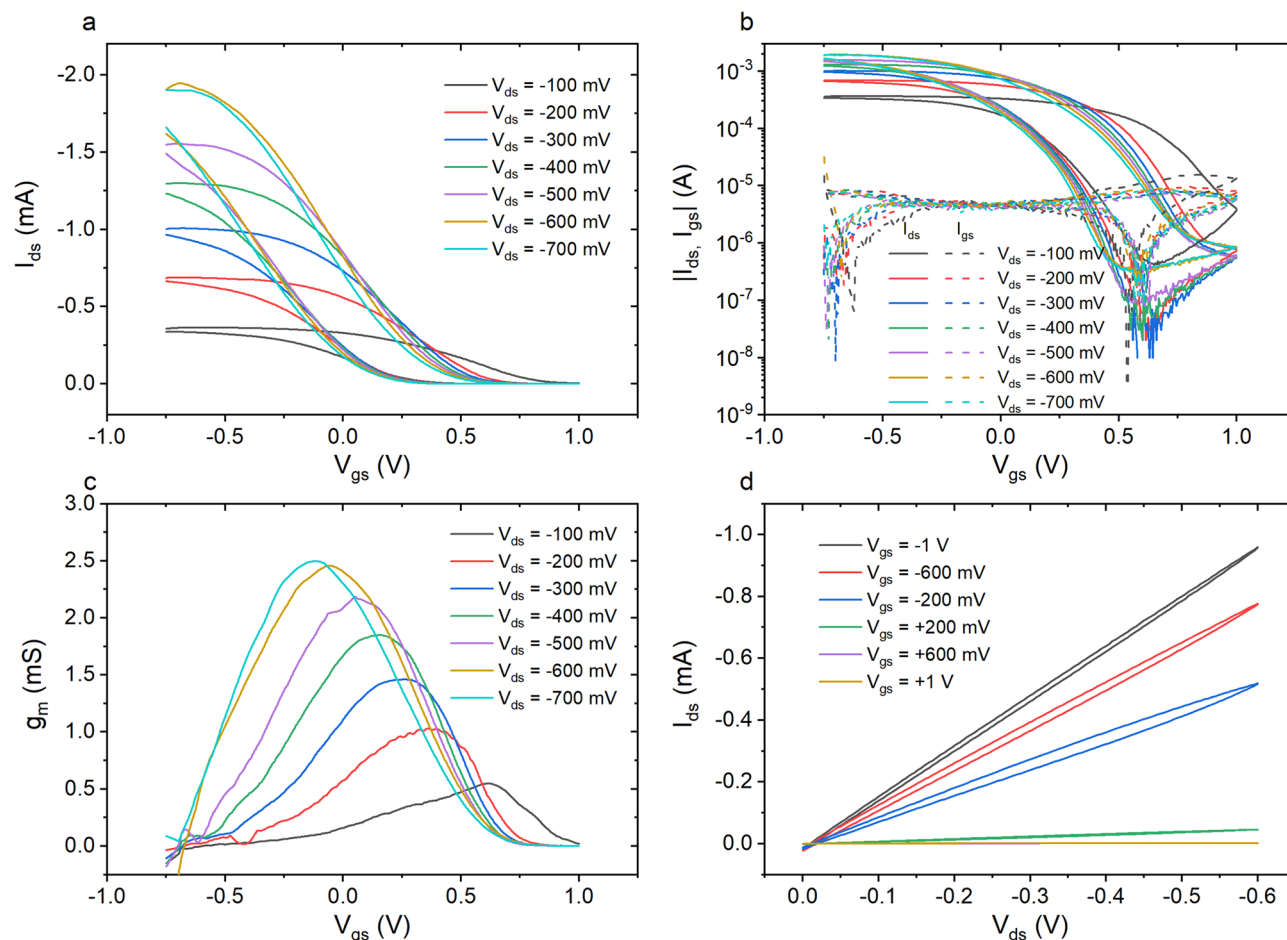 a
I_ds (mA)
-2.0
-1.5
-1.0
-0.5
0.0
-1.0
-0.5
0.0
0.5
1.0
V_gs (V)
V_ds = -100 mV
V_ds = -200 mV
V_ds = -300 mV
V_ds = -400 mV
V_ds = -500 mV
V_ds = -600 mV
V_ds = -700 mV
b
|I_ds, I_gs| (A)
10^-3
10^-4
10^-5
10^-6
10^-7
10^-8
10^-9
-1.0
-0.5
0.0
0.5
1.0
V_gs (V)
I_ds I_gs
V_ds = -100 mV
V_ds = -200 mV
V_ds = -300 mV
V_ds = -400 mV
V_ds = -500 mV
V_ds = -600 mV
V_ds = -700 mV
c
g_m (mS)
3.0
2.5
2.0
1.5
1.0
0.5
0.0
-1.0
-0.5
0.0
0.5
1.0
V_gs (V)
V_ds = -100 mV
V_ds = -200 mV
V_ds = -300 mV
V_ds = -400 mV
V_ds = -500 mV
V_ds = -600 mV
V_ds = -700 mV
d
I_ds (mA)
-1.0
-0.8
-0.6
-0.4
-0.2
0.0
0.0
-0.1
-0.2
-0.3
-0.4
-0.5
-0.6
V_ds (V)
V_gs = -1 V
V_gs = -600 mV
V_gs = -200 mV
V_gs = +200 mV
V_gs = +600 mV
V_gs = +1 V